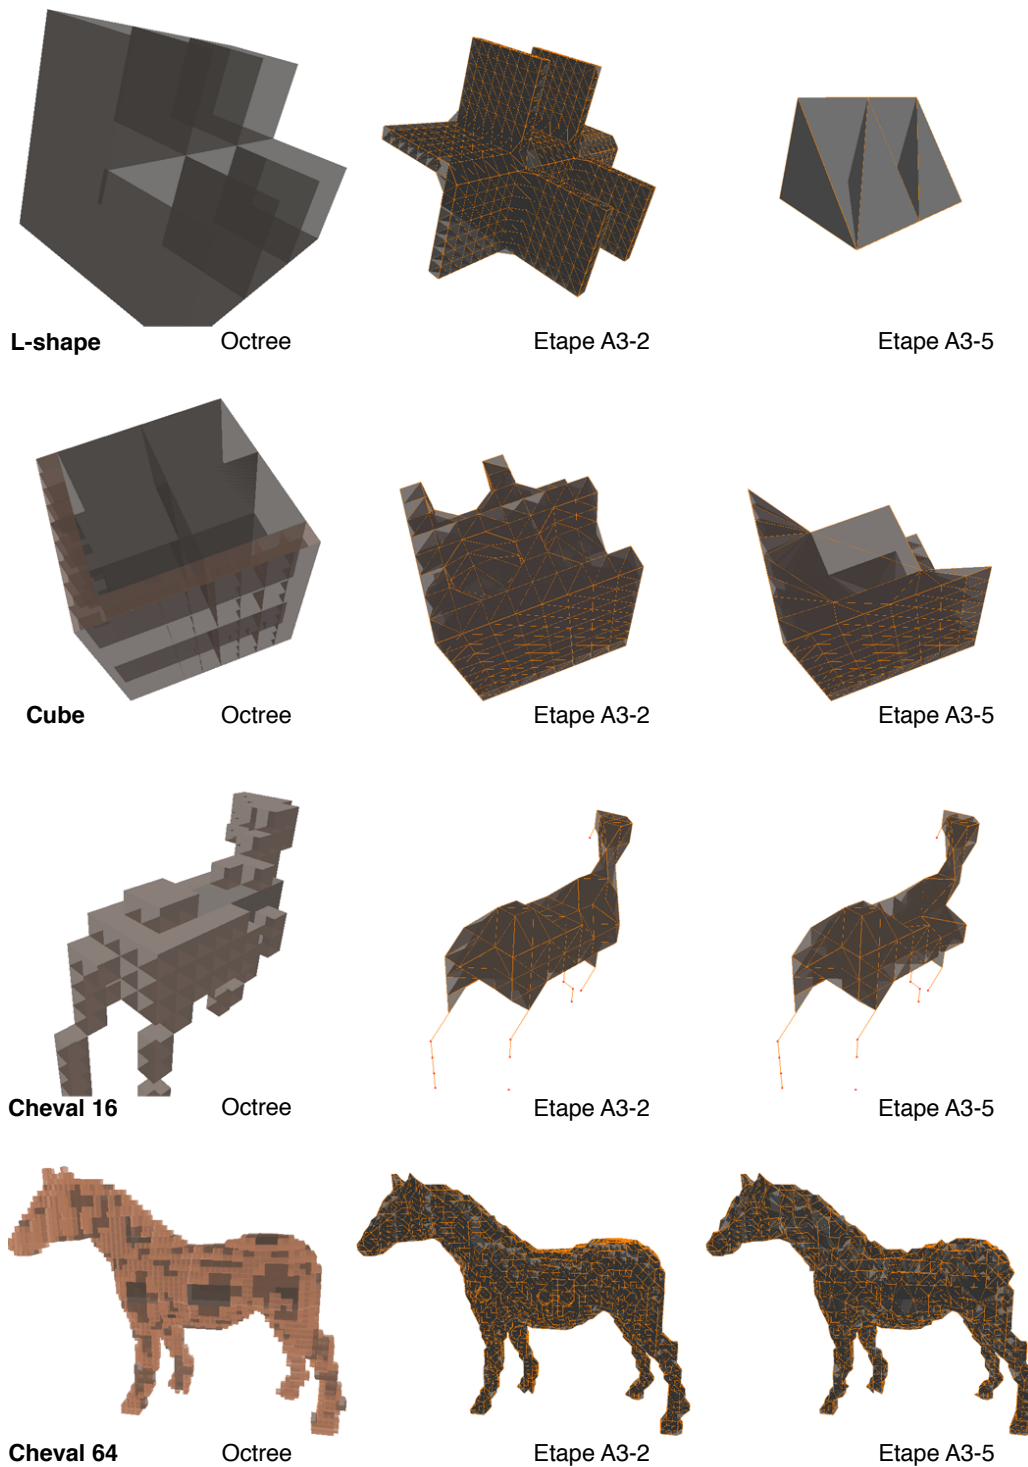 L-shape Octree Etape A3-2 Etape A3-5
Cube Octree Etape A3-2 Etape A3-5
Cheval 16 Octree Etape A3-2 Etape A3-5
Cheval 64 Octree Etape A3-2 Etape A3-5